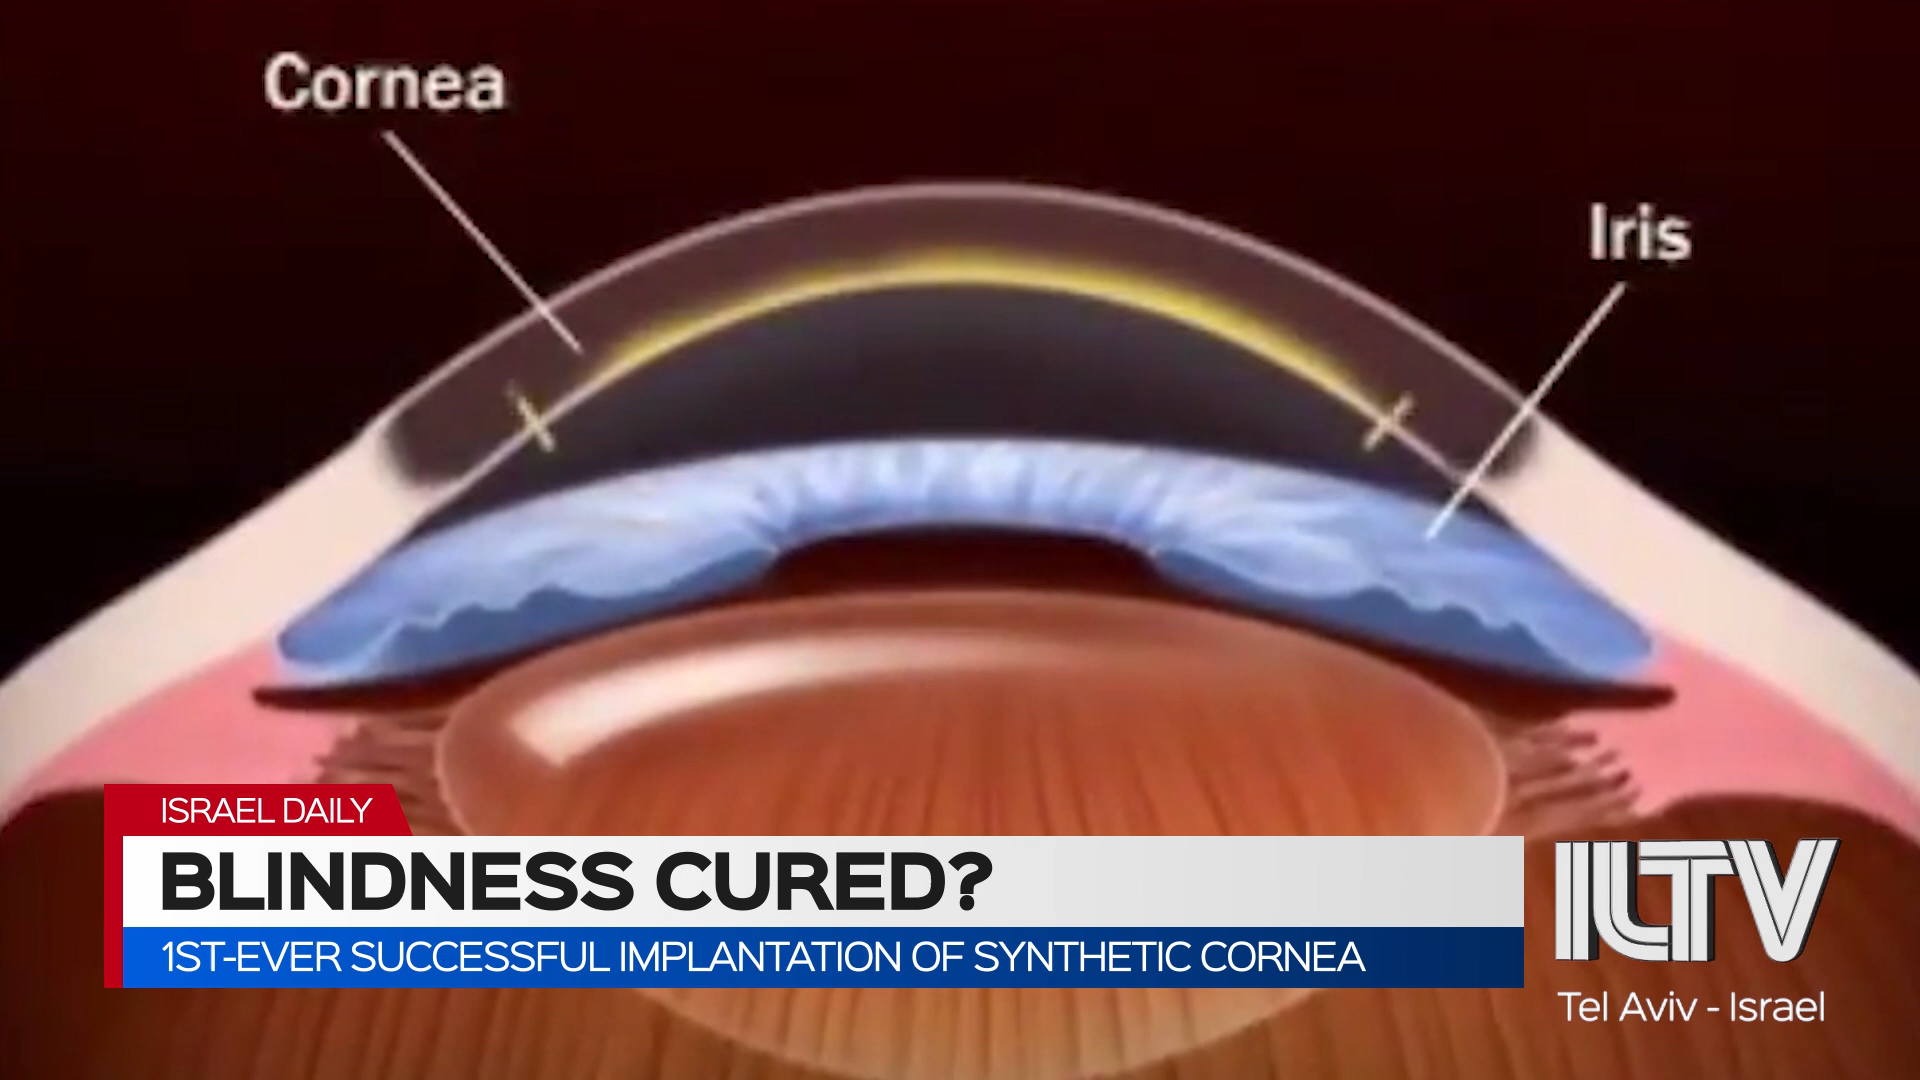 Cornea
Iris
ISRAEL DAILY
BLINDNESS CURED?
1ST-EVER SUCCESSFUL IMPLANTATION OF SYNTHETIC CORNEA
ILTV
Tel Aviv - Israel